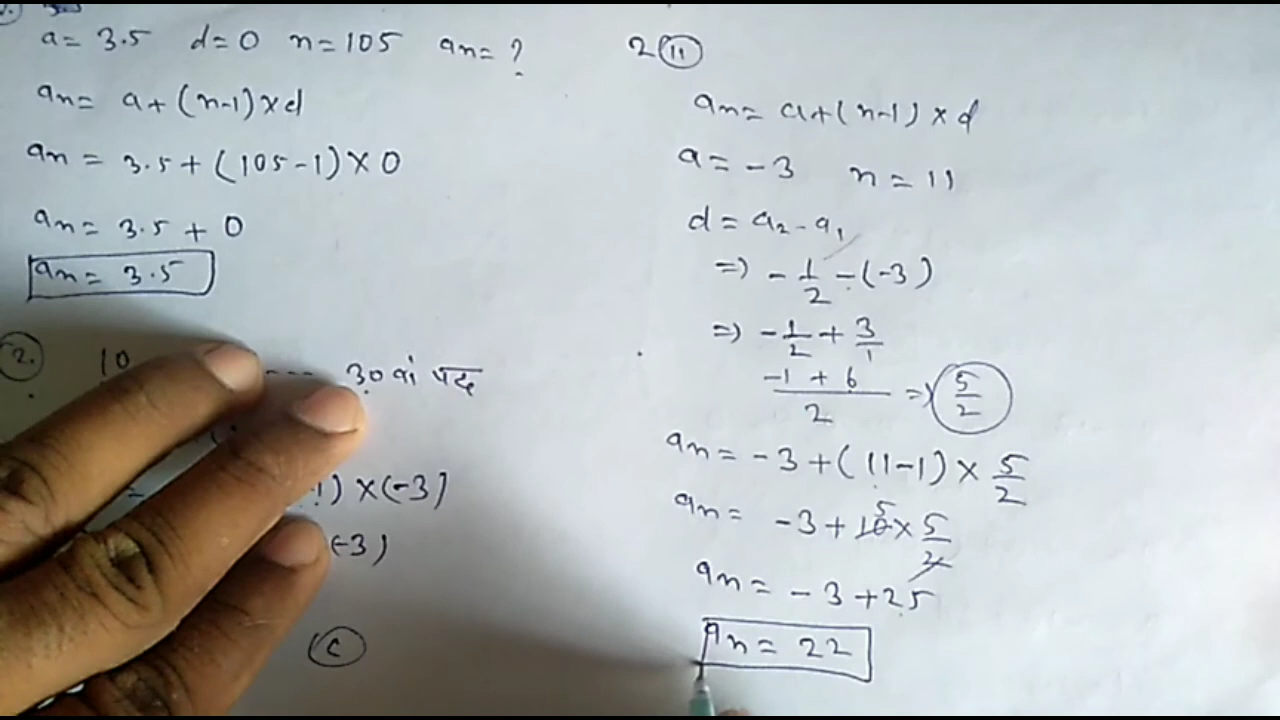 a = 3.5 d = 0 n = 105 an = ?
an = a + (n-1) × d
an = 3.5 + (105-1) × 0
an = 3.5 + 0
an = 3.5
2. 10 --- 30 वां पद
1) × (-3)
(-3)
C
2 (11)
an = a + (n-1) × d
a = -3 n = 11
d = a2 - a1
=) -1/2 - (-3)
=) -1/2 + 3/1
-1 + 6 / 2 =) 5/2
an = -3 + (11-1) × 5/2
an = -3 + 10 5 × 5/2
an = -3 + 25
an = 22